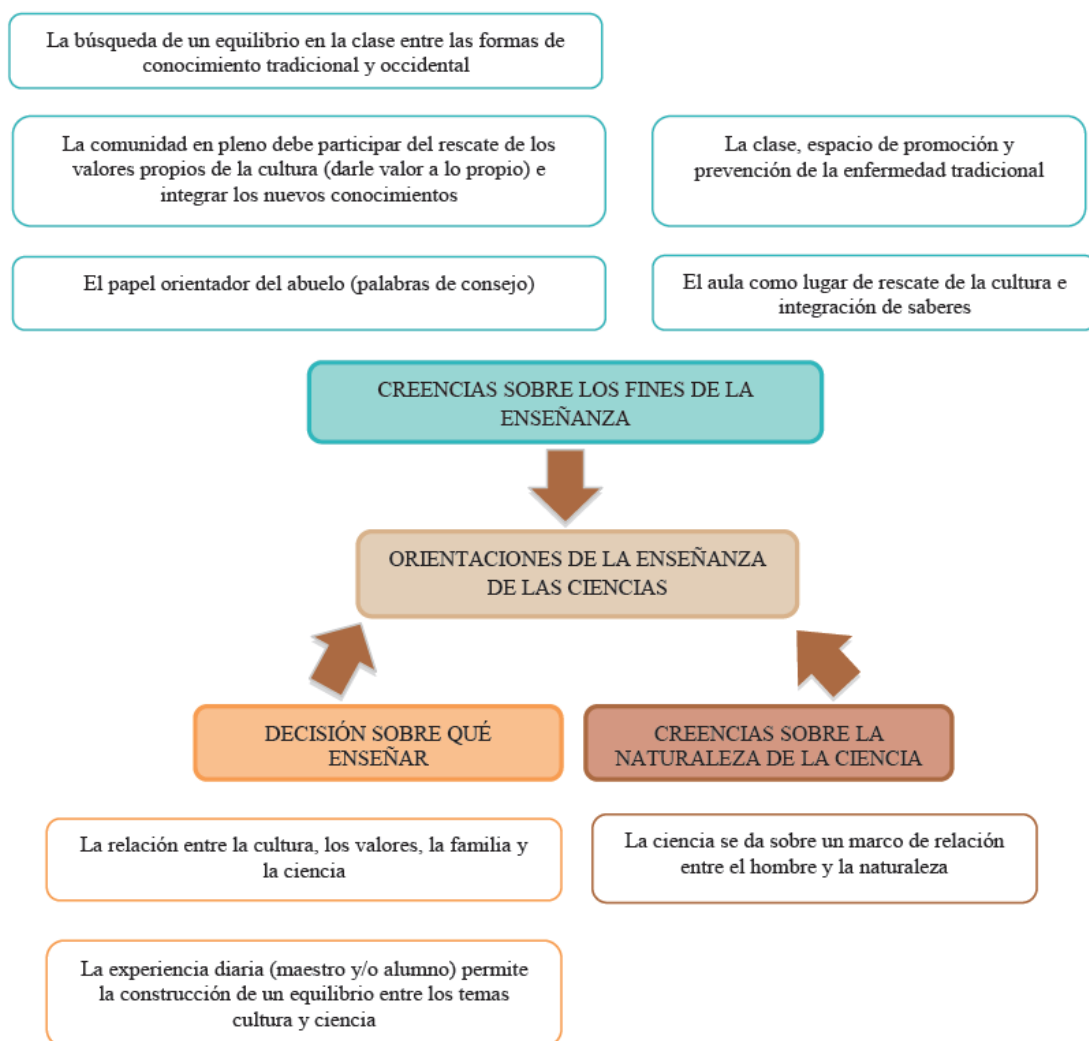 La búsqueda de un equilibrio en la clase entre las formas de
conocimiento tradicional y occidental
La comunidad en pleno debe participar del rescate de los
valores propios de la cultura (darle valor a lo propio) e
integrar los nuevos conocimientos
La clase, espacio de promoción y
prevención de la enfermedad tradicional
El papel orientador del abuelo (palabras de consejo)
El aula como lugar de rescate de la cultura e
integración de saberes
CREENCIAS SOBRE LOS FINES DE LA
ENSEÑANZA
ORIENTACIONES DE LA ENSEÑANZA
DE LAS CIENCIAS
DECISIÓN SOBRE QUÉ
ENSEÑAR
CREENCIAS SOBRE LA
NATURALEZA DE LA CIENCIA
La relación entre la cultura, los valores, la familia y
la ciencia
La ciencia se da sobre un marco de relación
entre el hombre y la naturaleza
La experiencia diaria (maestro y/o alumno) permite
la construcción de un equilibrio entre los temas
cultura y ciencia